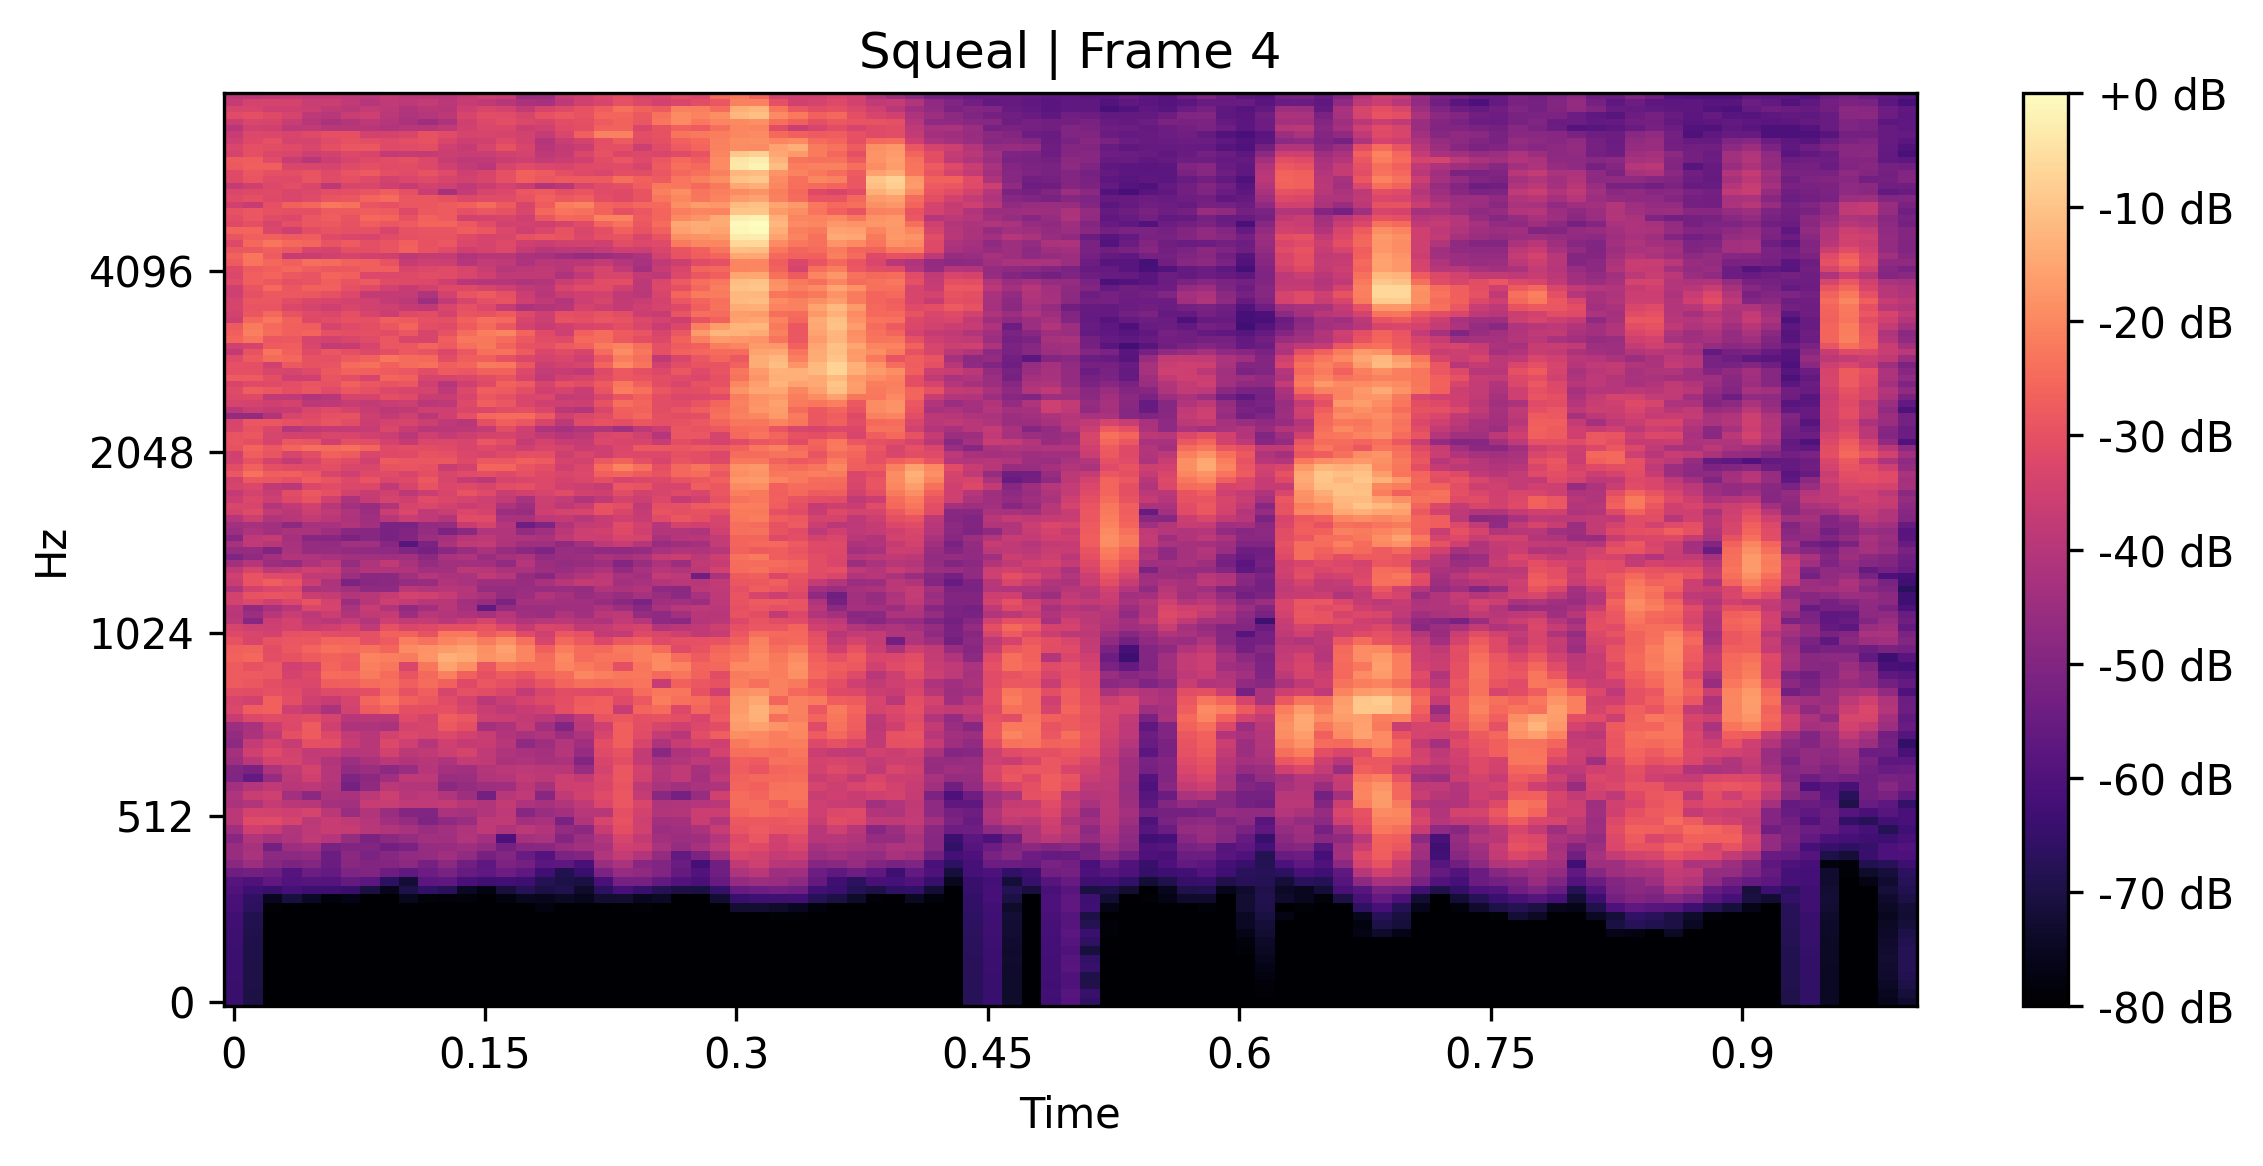 Squeal | Frame 4
Hz
4096
2048
1024
512
0
0 0.15 0.3 0.45 0.6 0.75 0.9
Time
+0 dB
-10 dB
-20 dB
-30 dB
-40 dB
-50 dB
-60 dB
-70 dB
-80 dB